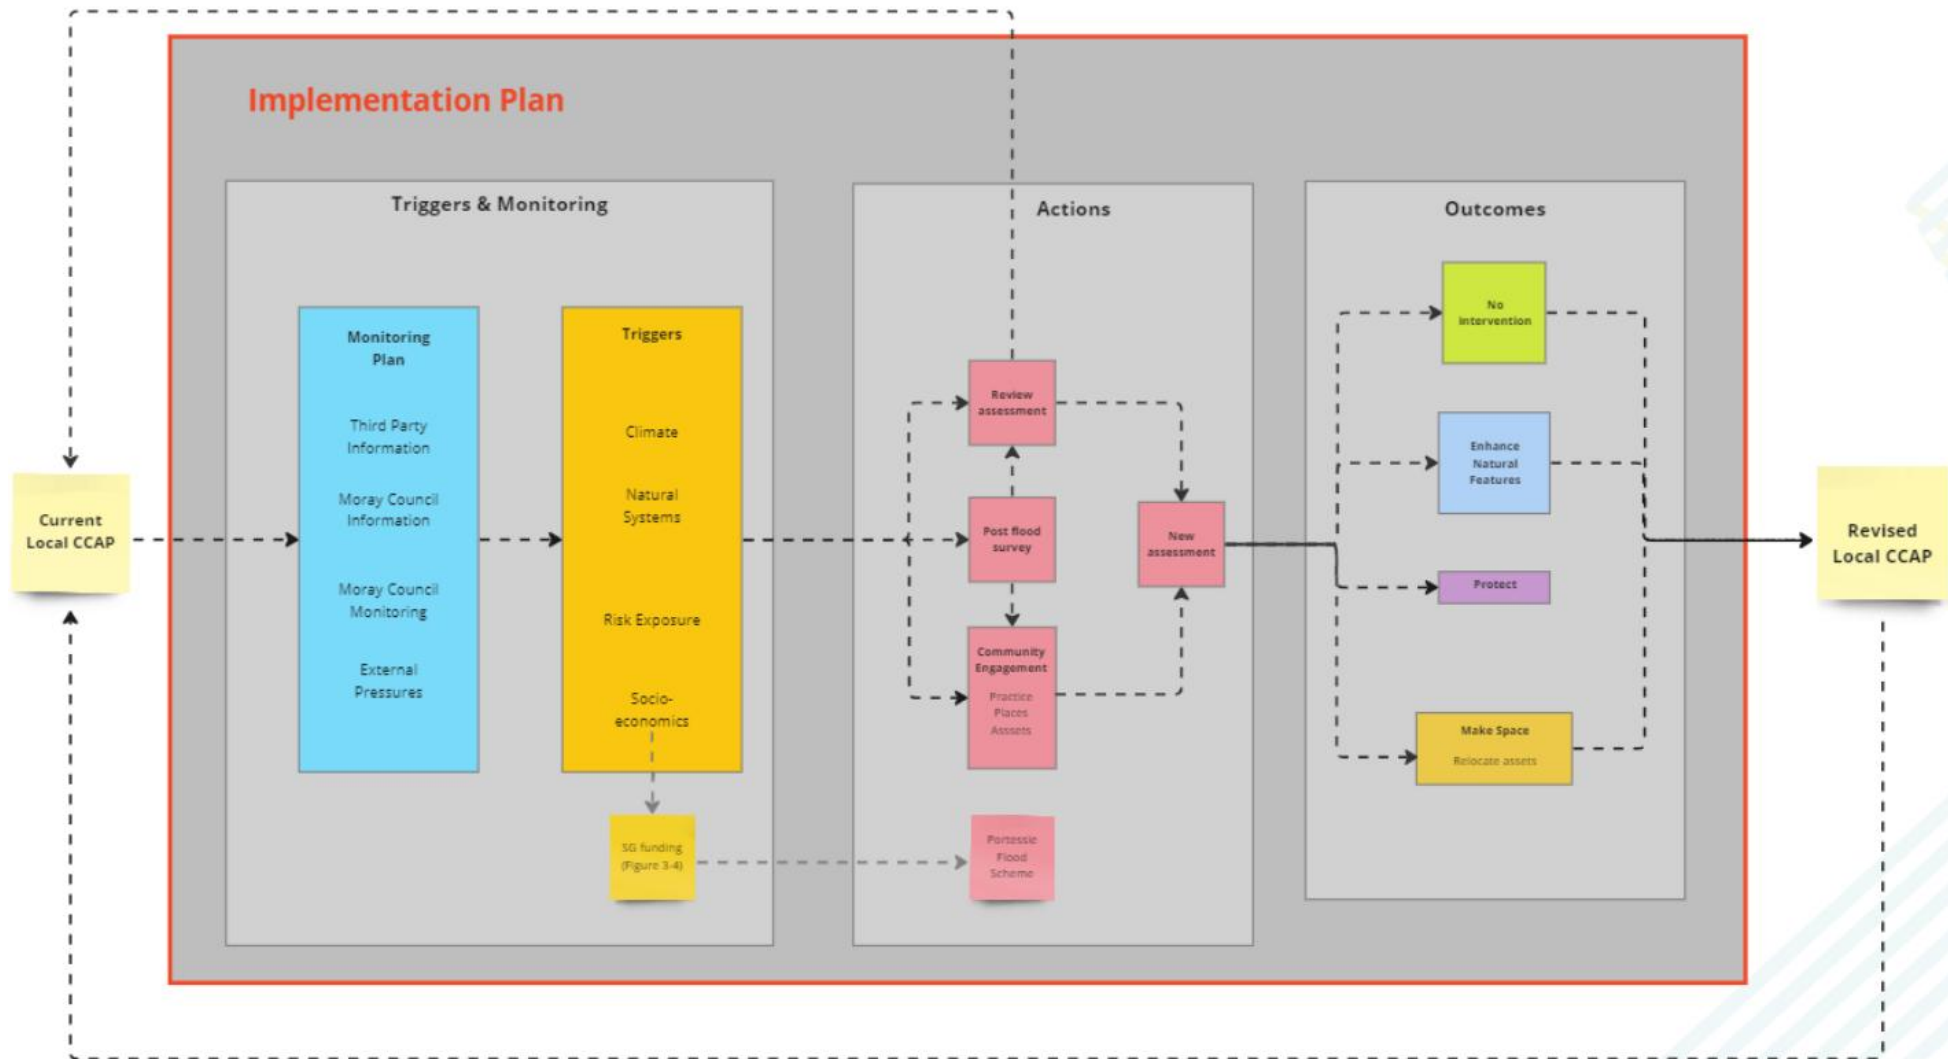 Implementation Plan
Triggers & Monitoring
Monitoring
Plan
Third Party
Information
Moray Council
Information
Moray Council
Monitoring
External
Pressures
Triggers
Climate
Natural
Systems
Risk Exposure
Socio-
economics
SG funding
(Figure 3-4)
Actions
Review
assessment
Post flood
survey
Community
Engagement
Practice
Places
Asssets
New
assessment
Portessie
Flood
Scheme
Outcomes
No
intervention
Enhance
Natural
Features
Protect
Make Space
Relocate assets
Current
Local CCAP
Revised
Local CCAP